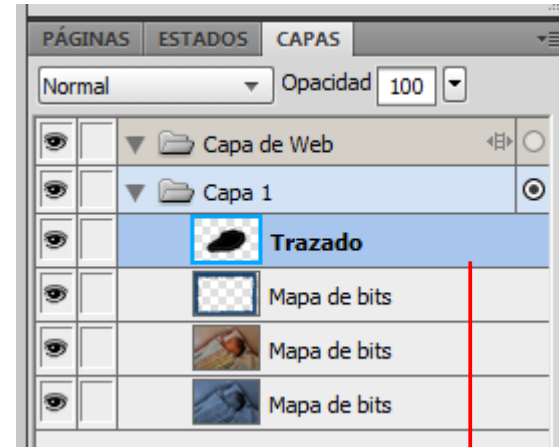 PÁGINAS ESTADOS CAPAS
Normal Opacidad 100
Capa de Web
Capa 1
Trazado
Mapa de bits
Mapa de bits
Mapa de bits